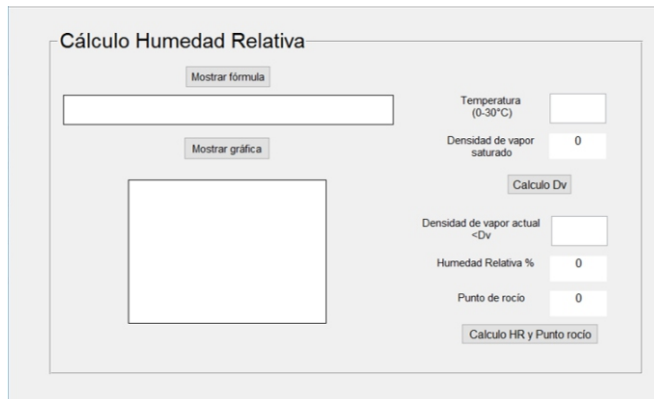 Cálculo Humedad Relativa
Mostrar fórmula
Temperatura
(0-30°C)
Densidad de vapor
saturado
0
Mostrar gráfica
Calculo Dv
Densidad de vapor actual
<Dv
Humedad Relativa %
0
Punto de rocío
0
Calculo HR y Punto rocío